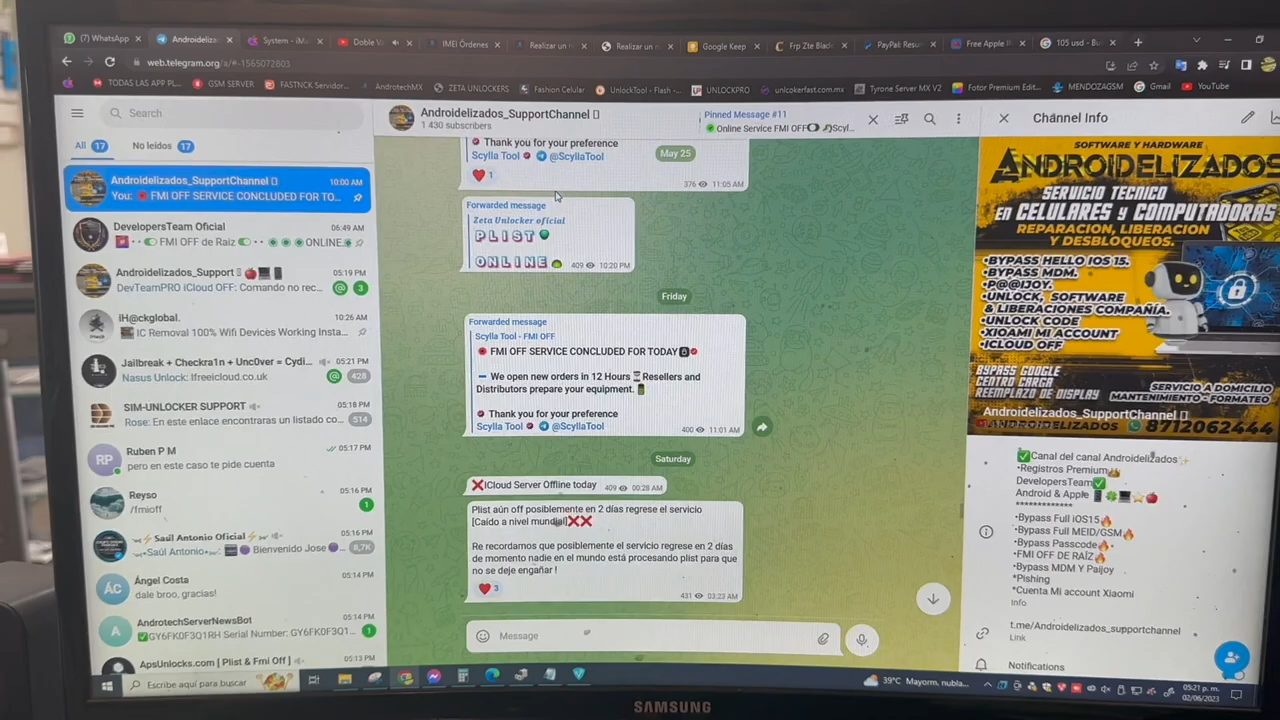 (7) WhatsApp
Androideliza
System - iMa
Doble V
IMEI Órdenes
Realizar un
Realizar un
Google Keep
Frp Zte Blade
PayPal: Resu
Free Apple I
105 usd - Bu
web.telegram.org/a/#-1565072803
TODAS LAS APP PL...
GSM SERVER
FASTNCK Servidor...
AndrotechMX
ZETA UNLOCKERS
Fashion Celular
UnlockTool - Flash -...
UNLOCKPRO
unlcokerfast.com.mx
Tyrone Server MX V2
Fotor Premium Edit...
MENDOZAGSM
Gmail
YouTube
Search
All 17
No leídos 17
Androidelizados_SupportChannel
10:00 AM
You: FMI OFF SERVICE CONCLUDED FOR TO...
DevelopersTeam Oficial
06:49 AM
FMI OFF de Raiz ONLINE
Androidelizados_Support
05:19 PM
DevTeamPRO iCloud OFF: Comando no rec...
@ 3
iH@ckglobal.
10:26 AM
IC Removal 100% Wifi Devices Working Insta...
Jailbreak + Checkra1n + Unc0ver = Cydi...
05:21 PM
Nasus Unlock: Ifreeicloud.co.uk
@ 428
SIM-UNLOCKER SUPPORT
05:18 PM
Rose: En este enlace encontraras un listado co...
514
RP
Ruben P M
05:17 PM
pero en este caso te pide cuenta
Reyso
05:16 PM
/fmioff
1
Saúl Antonio Oficial
05:16 PM
Saúl Antonio Bienvenido Jose
6,7K
ÁC
Ángel Costa
05:14 PM
dale broo, gracias!
A
AndrotechServerNewsBot
05:14 PM
GY6FK0F3Q1RH Serial Number: GY6FK0F3Q1...
1
ApsUnlocks.com [ Plist & Fmi Off ]
05:13 PM
Androidelizados_SupportChannel
1 430 subscribers
Pinned Message #11
Online Service FMI OFF Scyl...
Thank you for your preference
Scylla Tool @ScyllaTool
1
376 11:05 AM
May 25
Forwarded message
Zeta Unlocker oficial
PLIST
ONLINE
409 10:20 PM
Friday
Forwarded message
Scylla Tool - FMI OFF
FMI OFF SERVICE CONCLUDED FOR TODAY
We open new orders in 12 Hours Resellers and
Distributors prepare your equipment.
Thank you for your preference
Scylla Tool @ScyllaTool
400 11:01 AM
Saturday
❌ICloud Server Offline today
409 00:28 AM
Plist aún off posiblemente en 2 días regrese el servicio
[Caído a nivel mundial]❌❌
Re recordamos que posiblemente el servicio regrese en 2 días
de momento nadie en el mundo está procesando plist para que
no se deje engañar !
3
431 03:23 AM
Message
Channel Info
SOFTWARE Y HARDWARE
ANDROIDELIZADOS
SERVICIO TECNICO
EN CELULARES Y COMPUTADORAS
REPARACION, LIBERACION
Y DESBLOQUEOS.
•BYPASS HELLO IOS 15.
•BYPASS MDM.
•P@@IJOY.
•UNLOCK, SOFTWARE
& LIBERACIONES COMPAÑÍA.
•UNLOCK CODE
•XIOAMI MI ACCOUNT
•ICLOUD OFF
BYPASS GOOGLE
CENTRO CARGA
REEMPLAZO DE DISPLAY
SERVICIO A DOMICILIO
MANTENIMIENTO - FORMATEO
Androidelizados_SupportChannel
ANDROIDELIZADOS
8712062444
✅Canal del canal Androidelizados
•Registros Premium
DevelopersTeam✅
Android & Apple
**********
•Bypass Full iOS15
•Bypass Full MEID/GSM
•Bypass Passcode
•FMI OFF DE RAÍZ
•Bypass MDM Y Paijoy
*Pishing
*Cuenta Mi account Xiaomi
Info
t.me/Androidelizados_supportchannel
Link
Notifications
Escribe aquí para buscar
39°C Mayorm. nubla...
05:21 p. m.
02/06/2023
SAMSUNG